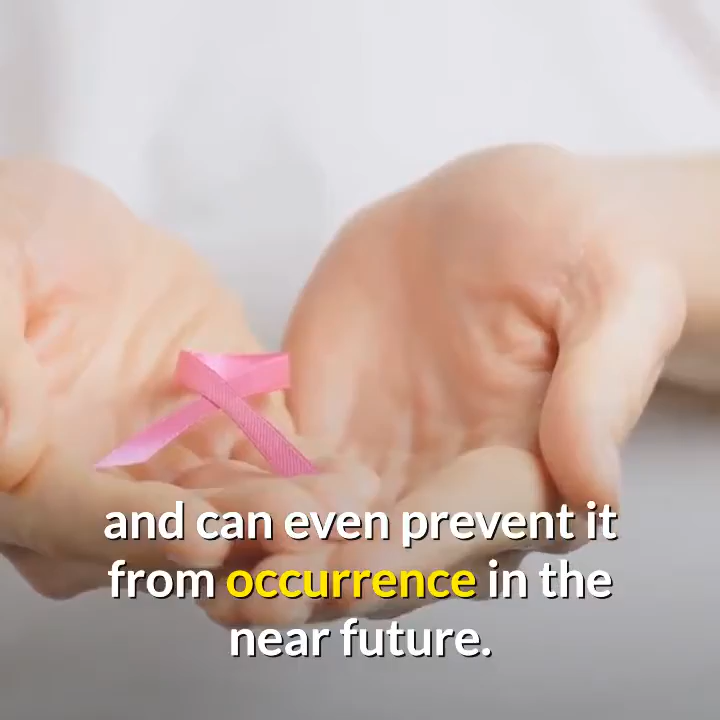 and can even prevent it
from occurrence in the
near future.